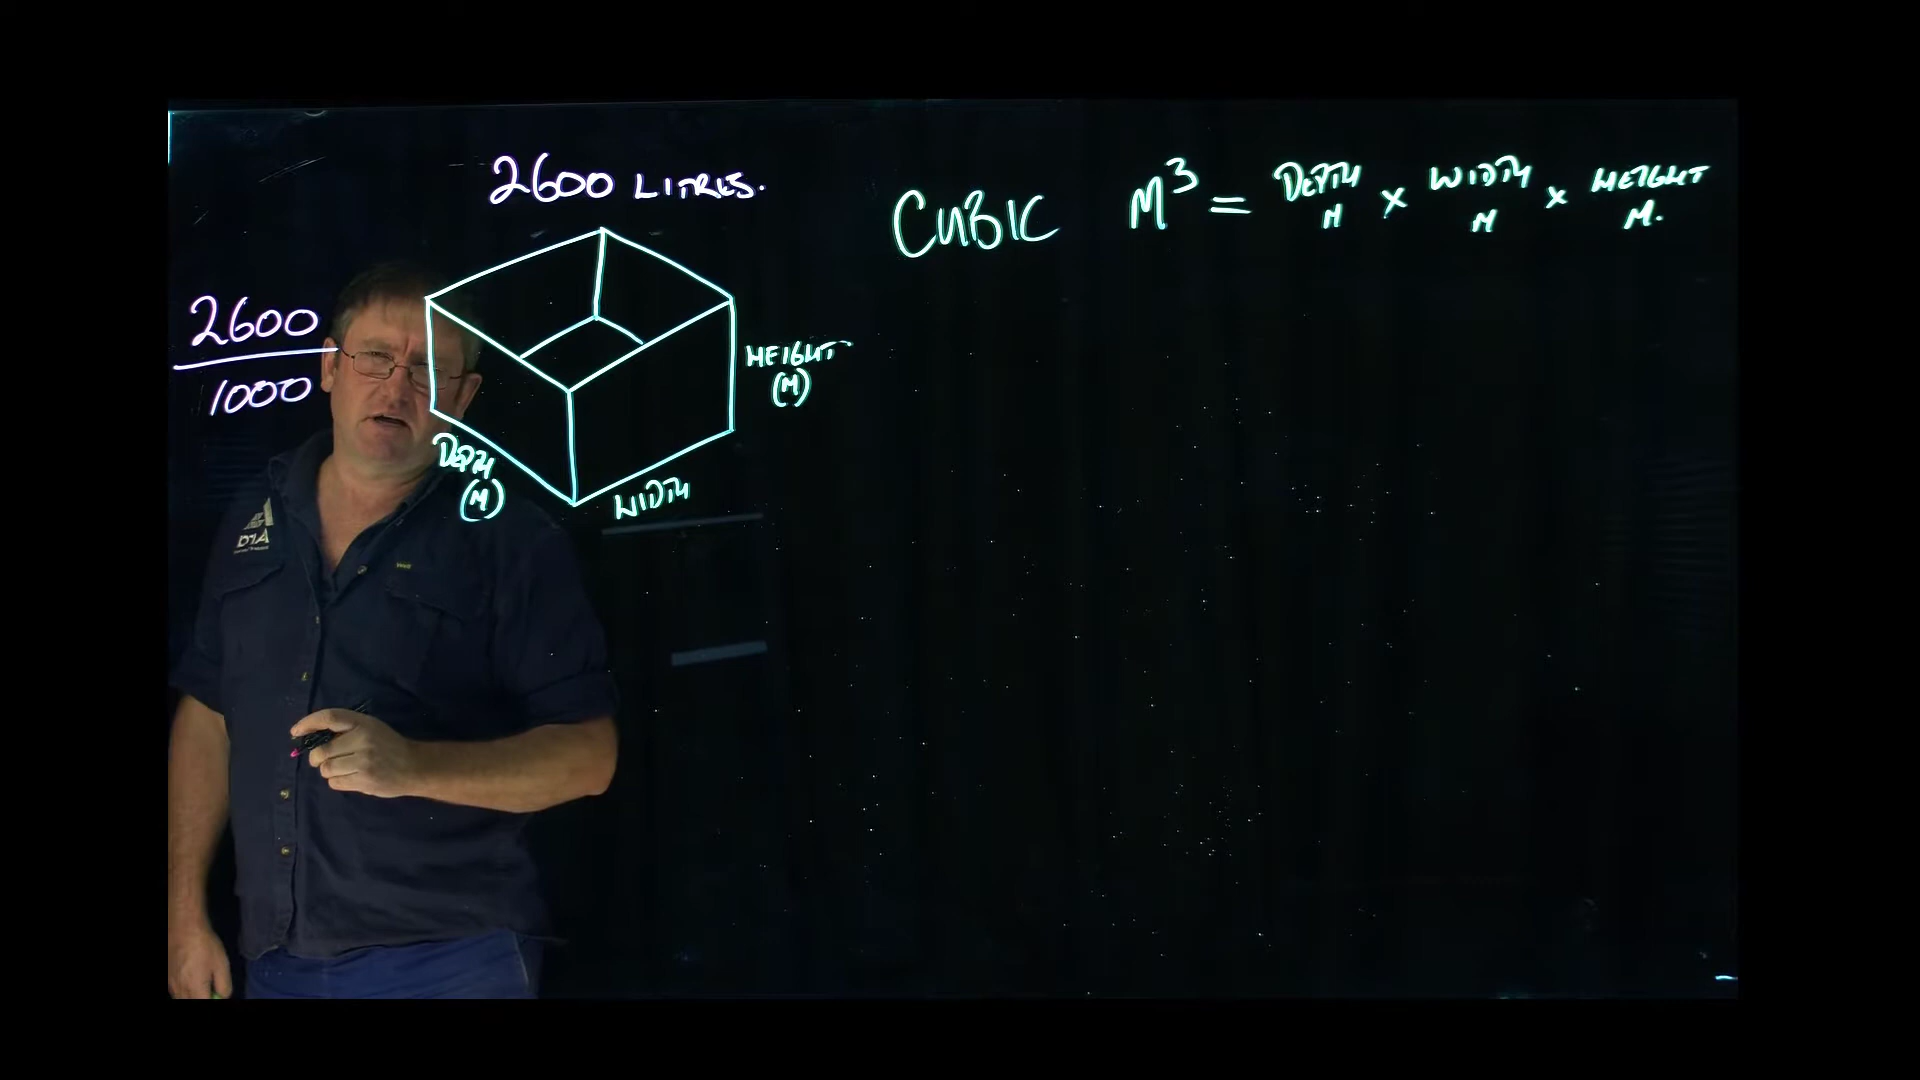 2600 LITRES.
CUBIC M³ = DEPTH M × WIDTH M × HEIGHT M.
2600
1000
HEIGHT
(M)
DEPTH
(M)
WIDTH